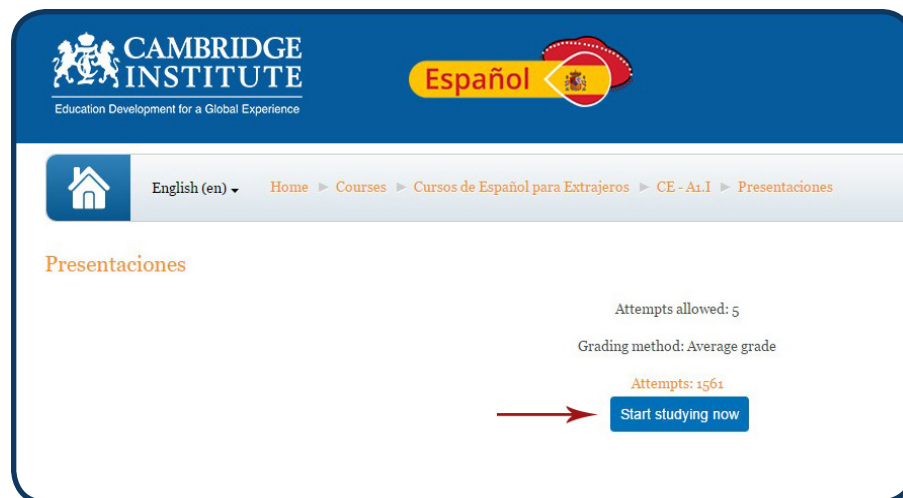 CAMBRIDGE
INSTITUTE
Education Development for a Global Experience
Español
English (en) Home Courses Cursos de Español para Extrajeros CE - A1.I Presentaciones
Presentaciones
Attempts allowed: 5
Grading method: Average grade
Attempts: 1561
Start studying now